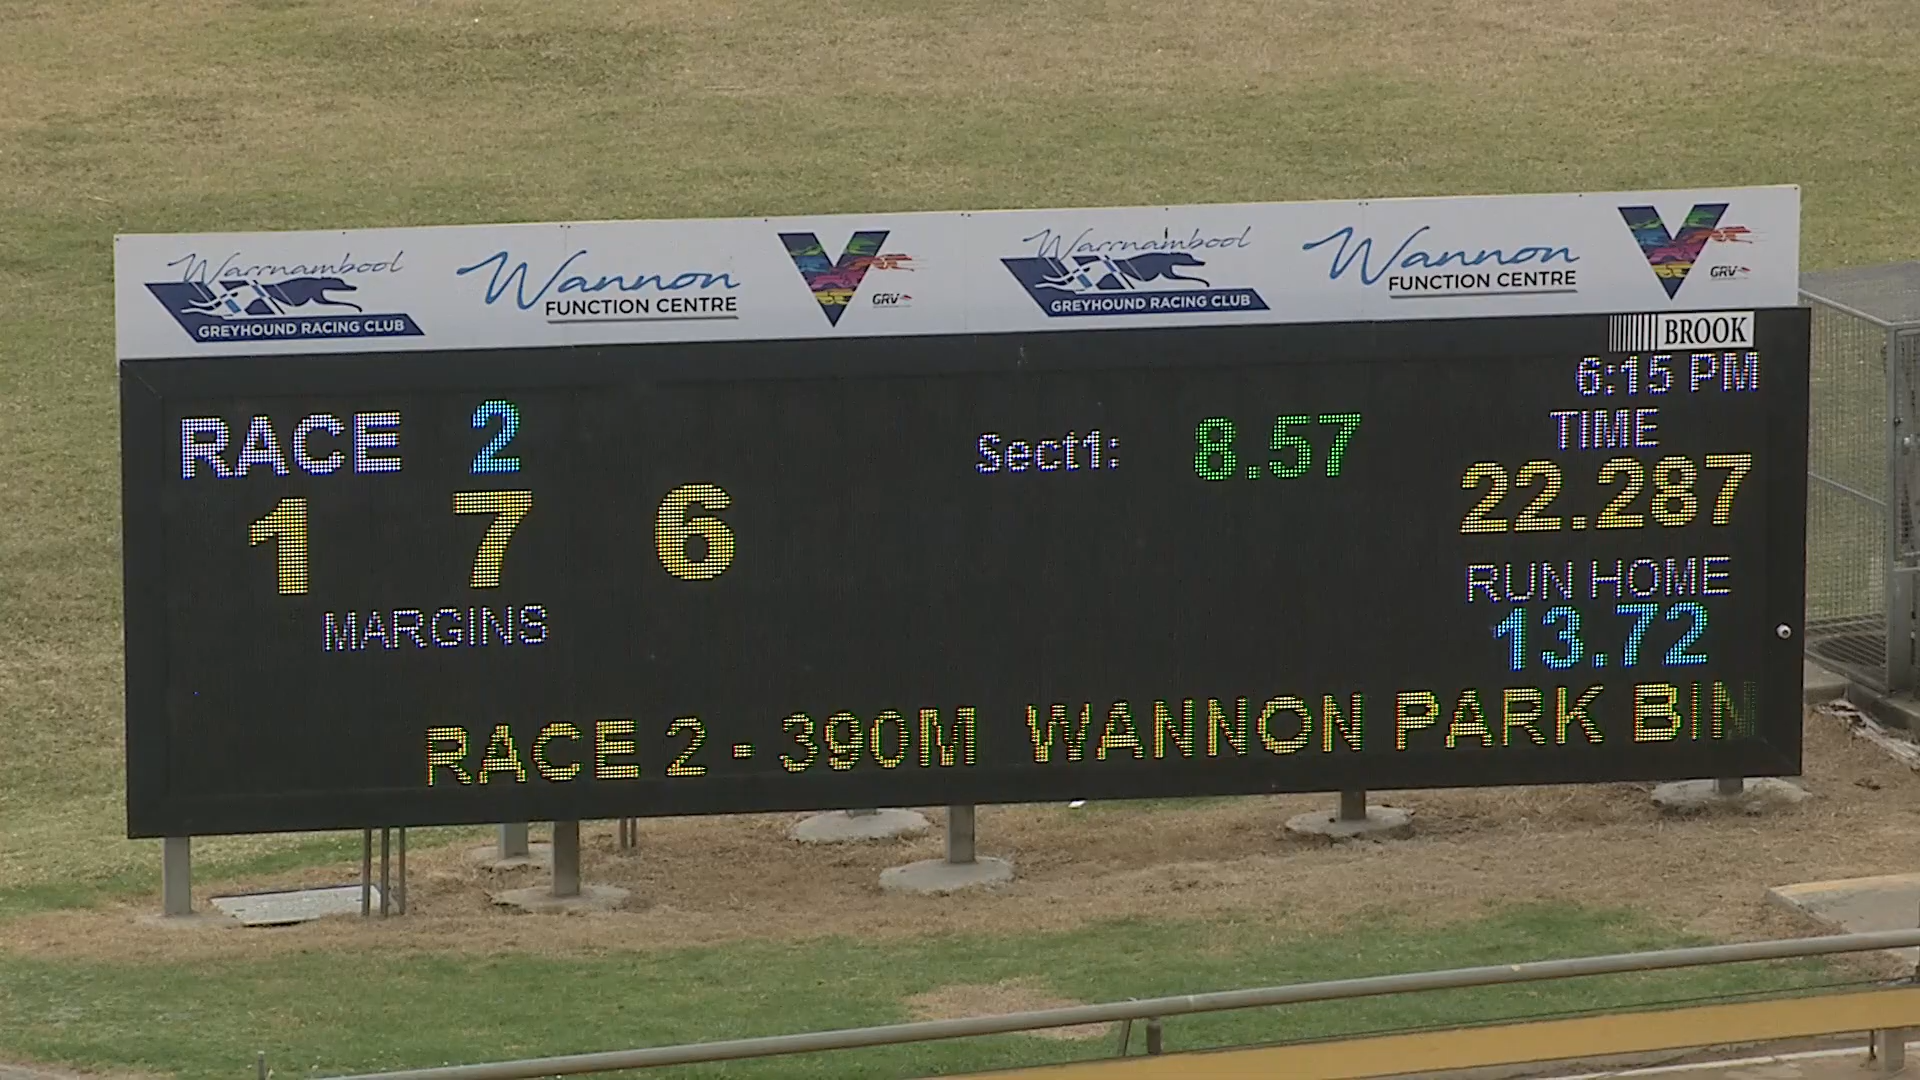 Warrnambool
GREYHOUND RACING CLUB
Wannon
FUNCTION CENTRE
V
GRV
Warrnambool
GREYHOUND RACING CLUB
Wannon
FUNCTION CENTRE
V
GRV
BROOK
6:15 PM
RACE 2 Sect1: 8.57 TIME
22.287
1 7 6
RUN HOME
MARGINS 13.72
RACE 2 - 390M WANNON PARK BIN